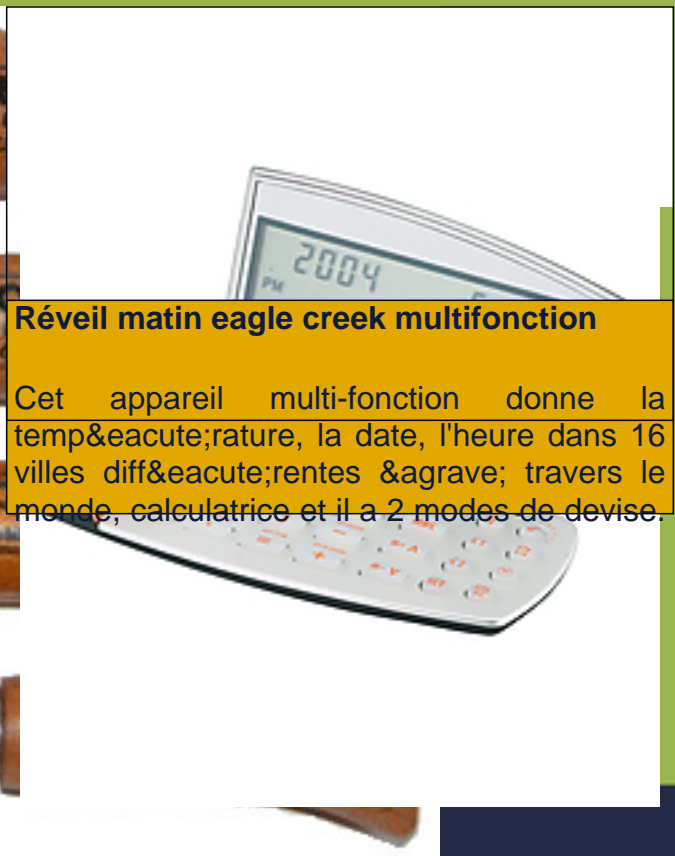 2004
PM
Réveil matin eagle creek multifonction
Cet appareil multi-fonction donne la
temp&eacute;rature, la date, l'heure dans 16
villes diff&eacute;rentes &agrave; travers le
monde, calculatrice et il a 2 modes de devise.